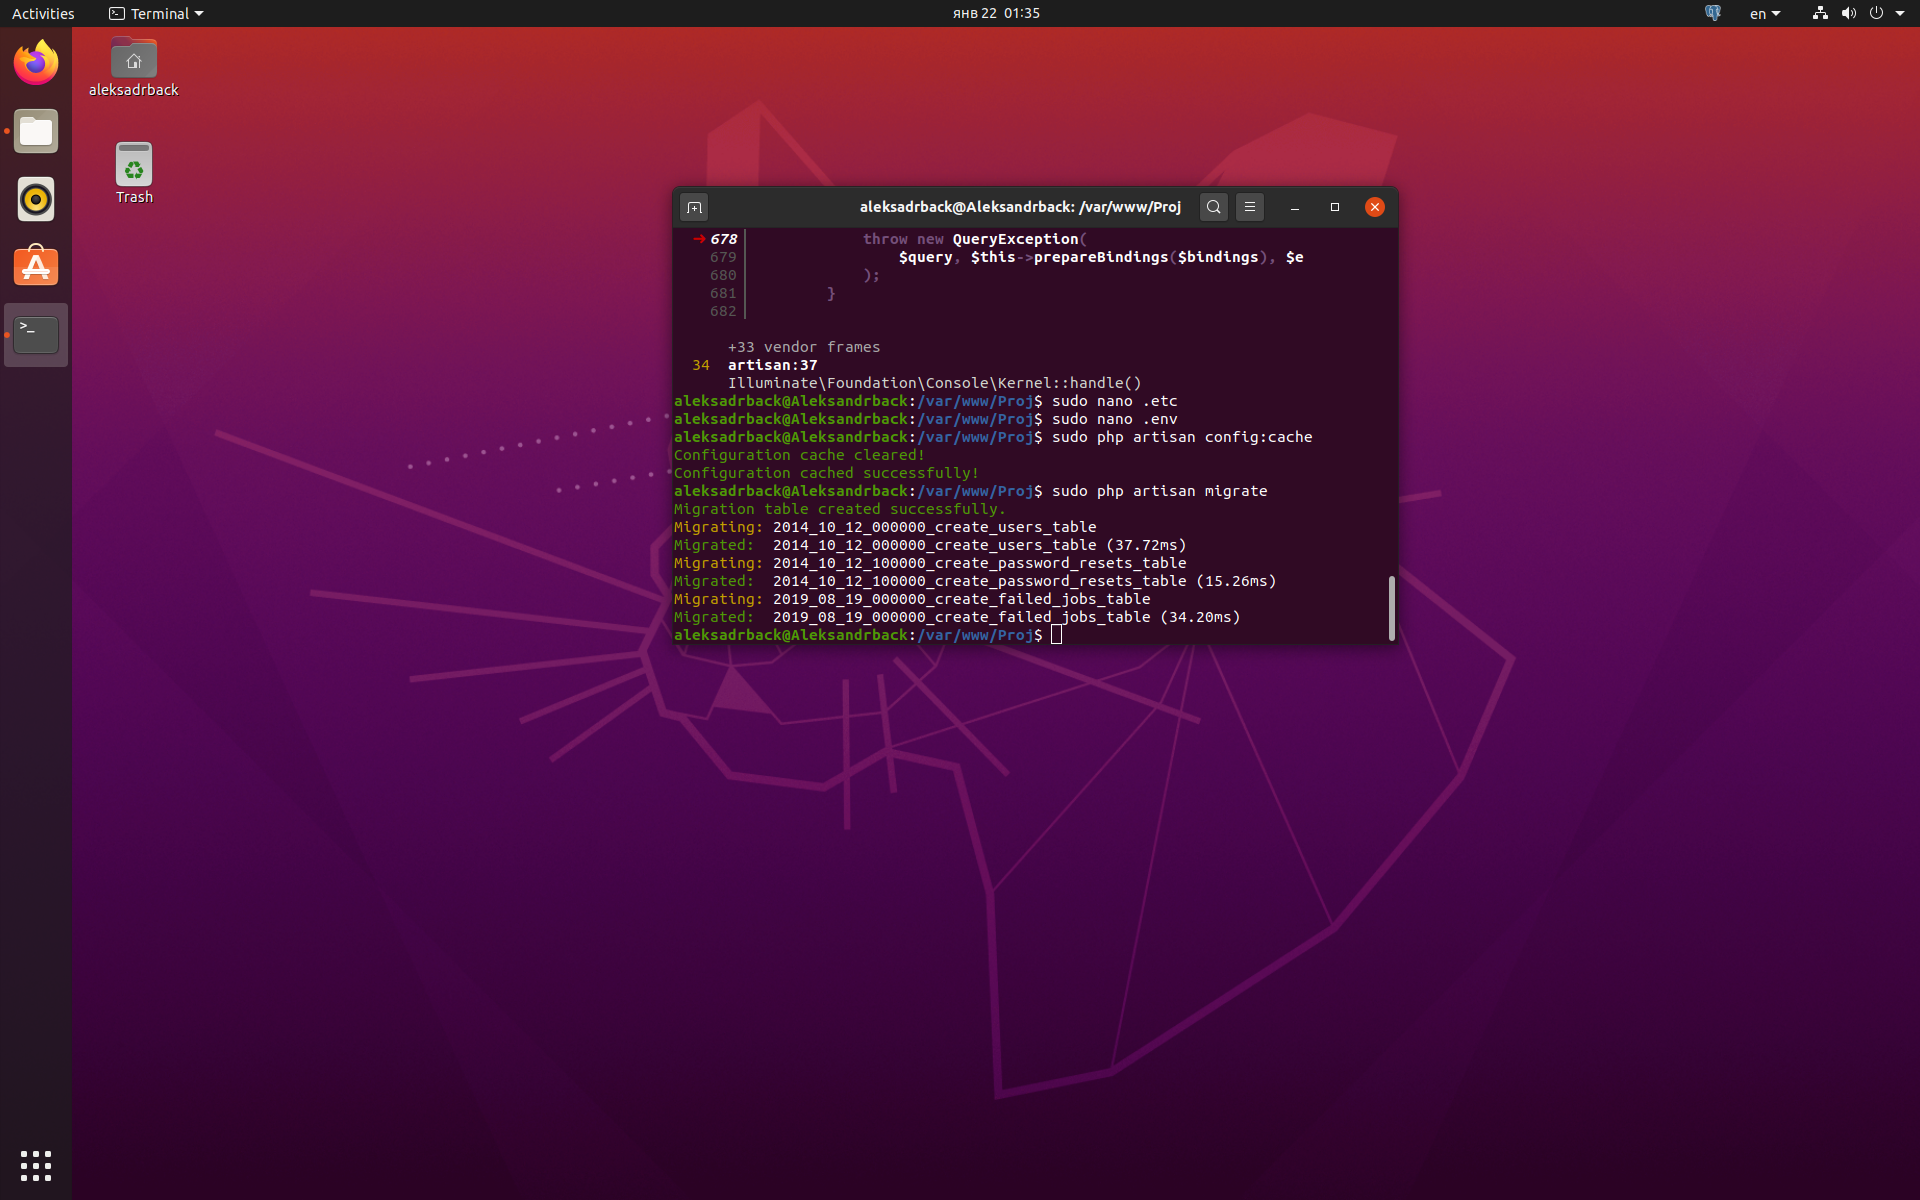 Activities
Terminal
янв 22 01:35
en
aleksadrback
Trash
aleksadrback@Aleksandrback: /var/www/Proj
➜ 678 throw new QueryException(
679 $query, $this->prepareBindings($bindings), $e
680 );
681 }
682
+33 vendor frames
34 artisan:37
Illuminate\Foundation\Console\Kernel::handle()
aleksadrback@Aleksandrback:/var/www/Proj$ sudo nano .etc
aleksadrback@Aleksandrback:/var/www/Proj$ sudo nano .env
aleksadrback@Aleksandrback:/var/www/Proj$ sudo php artisan config:cache
Configuration cache cleared!
Configuration cached successfully!
aleksadrback@Aleksandrback:/var/www/Proj$ sudo php artisan migrate
Migration table created successfully.
Migrating: 2014_10_12_000000_create_users_table
Migrated:  2014_10_12_000000_create_users_table (37.72ms)
Migrating: 2014_10_12_100000_create_password_resets_table
Migrated:  2014_10_12_100000_create_password_resets_table (15.26ms)
Migrating: 2019_08_19_000000_create_failed_jobs_table
Migrated:  2019_08_19_000000_create_failed_jobs_table (34.20ms)
aleksadrback@Aleksandrback:/var/www/Proj$